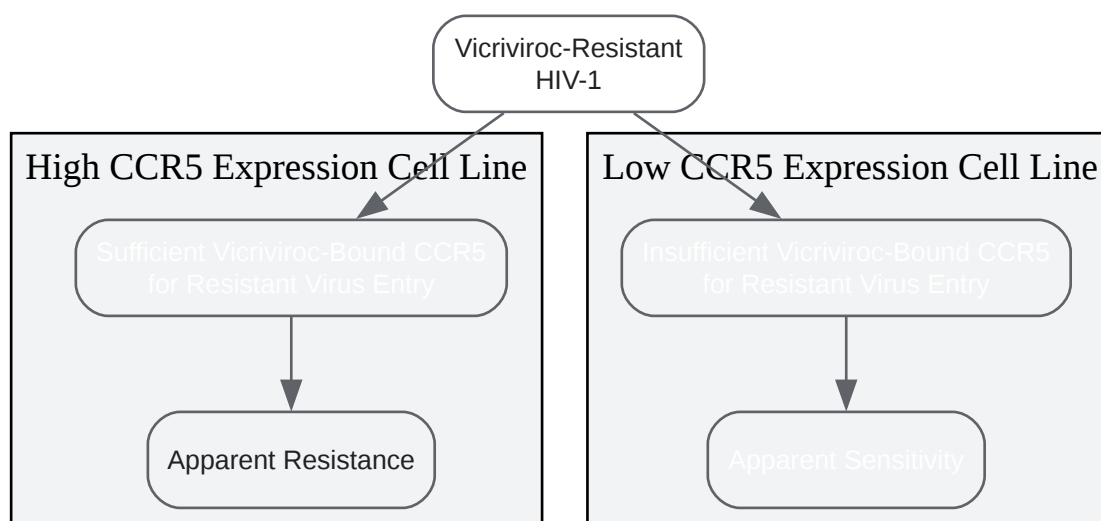 Vicriviroc-Resistant
HIV-1
High CCR5 Expression Cell Line
Sufficient Vicriviroc-Bound CCR5
for Resistant Virus Entry
Apparent Resistance
Low CCR5 Expression Cell Line
Insufficient Vicriviroc-Bound CCR5
for Resistant Virus Entry
Apparent Sensitivity